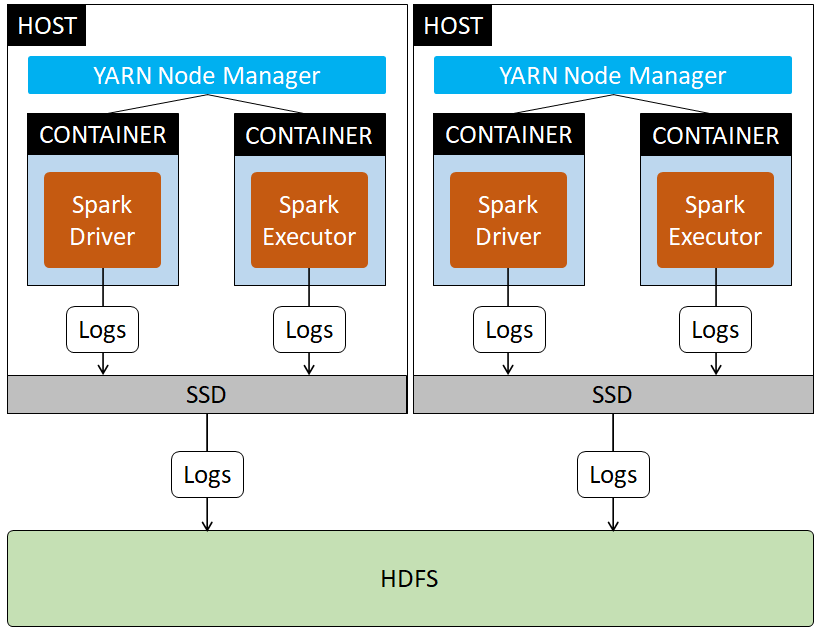 HOST
YARN Node Manager
CONTAINER
Spark
Driver
Logs
CONTAINER
Spark
Executor
Logs
SSD
Logs
HOST
YARN Node Manager
CONTAINER
Spark
Driver
Logs
CONTAINER
Spark
Executor
Logs
SSD
Logs
HDFS